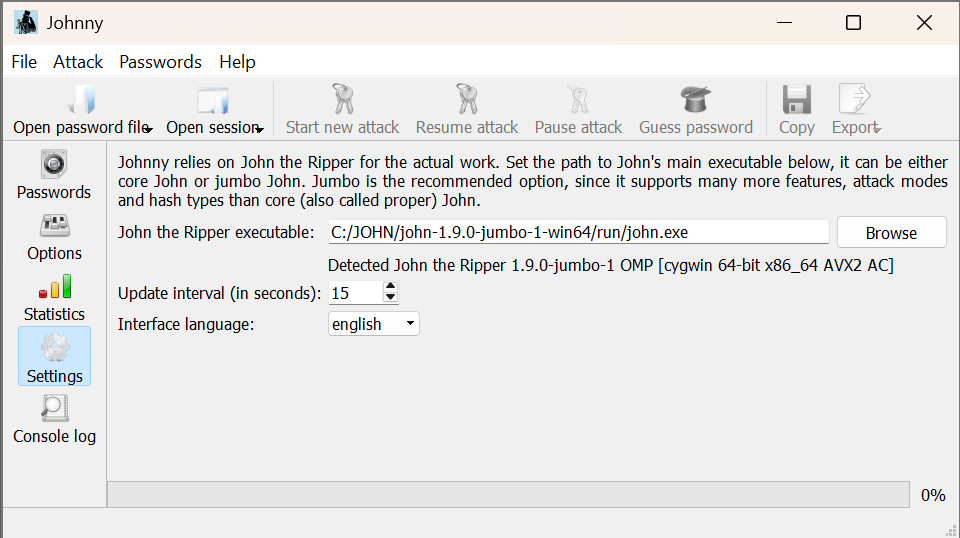 Johnny
File Attack Passwords Help
Open password file Open session Start new attack Resume attack Pause attack Guess password Copy Export
Passwords
Options
Statistics
Settings
Console log
Johnny relies on John the Ripper for the actual work. Set the path to John's main executable below, it can be either
core John or jumbo John. Jumbo is the recommended option, since it supports many more features, attack modes
and hash types than core (also called proper) John.
John the Ripper executable: C:/JOHN/john-1.9.0-jumbo-1-win64/run/john.exe Browse
Detected John the Ripper 1.9.0-jumbo-1 OMP [cygwin 64-bit x86_64 AVX2 AC]
Update interval (in seconds): 15
Interface language: english
0%